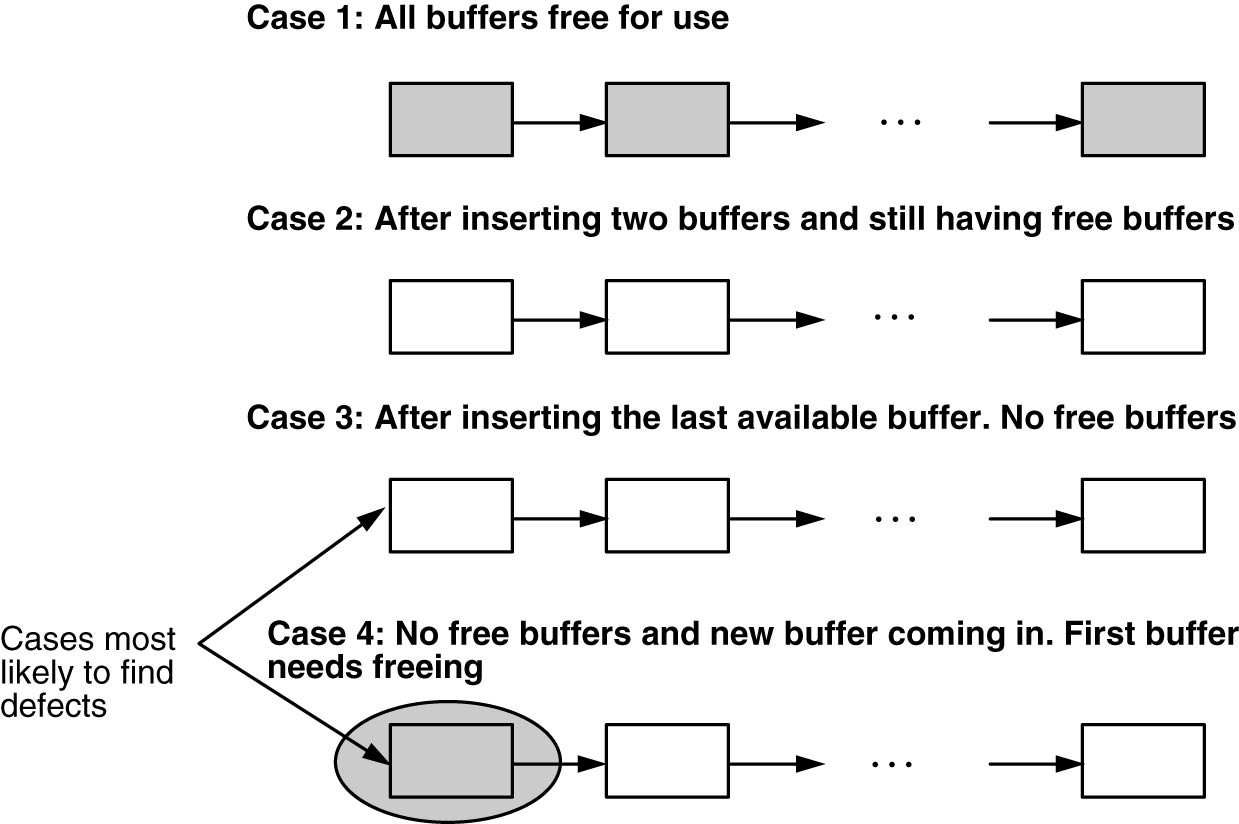 Case 1: All buffers free for use
...
Case 2: After inserting two buffers and still having free buffers
...
Case 3: After inserting the last available buffer. No free buffers
...
Cases most
likely to find
defects
Case 4: No free buffers and new buffer coming in. First buffer
needs freeing
...